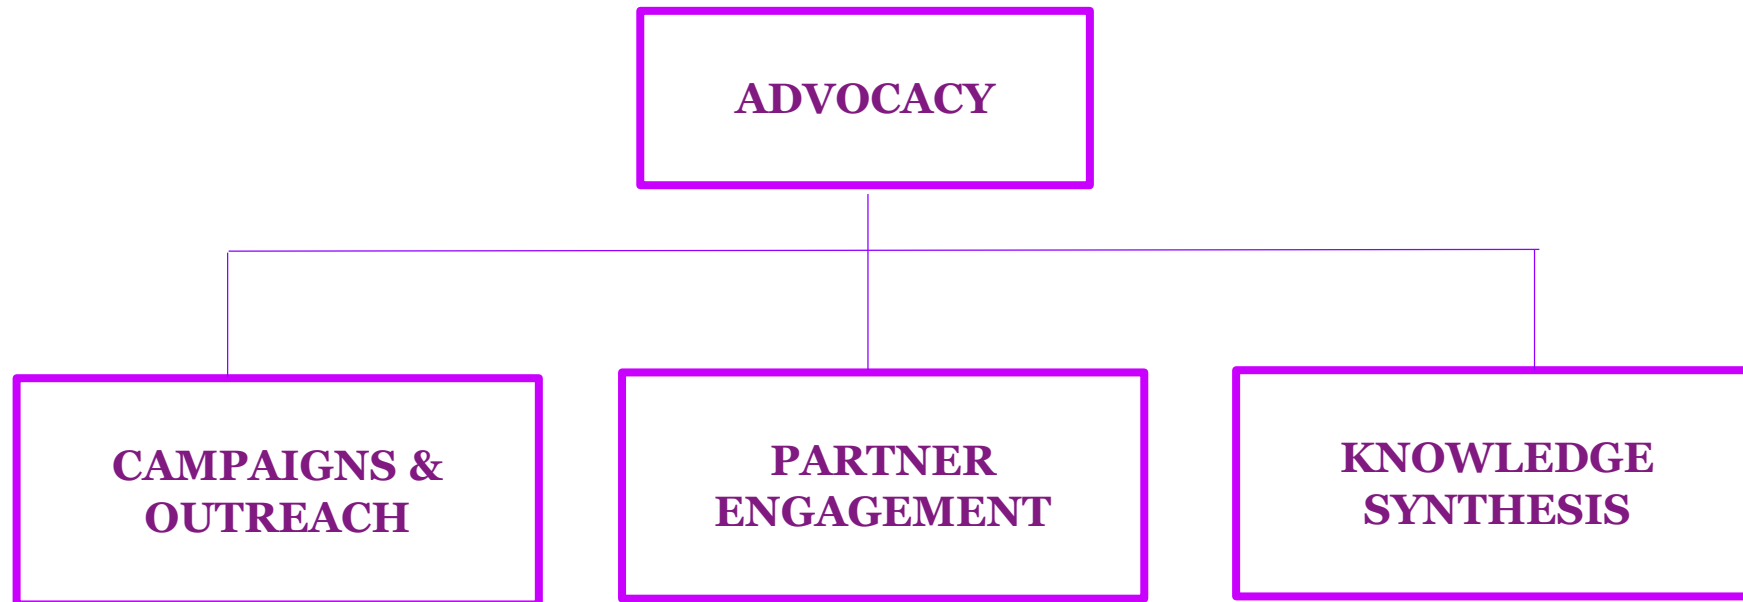 ADVOCACY
CAMPAIGNS &
OUTREACH
PARTNER
ENGAGEMENT
KNOWLEDGE
SYNTHESIS